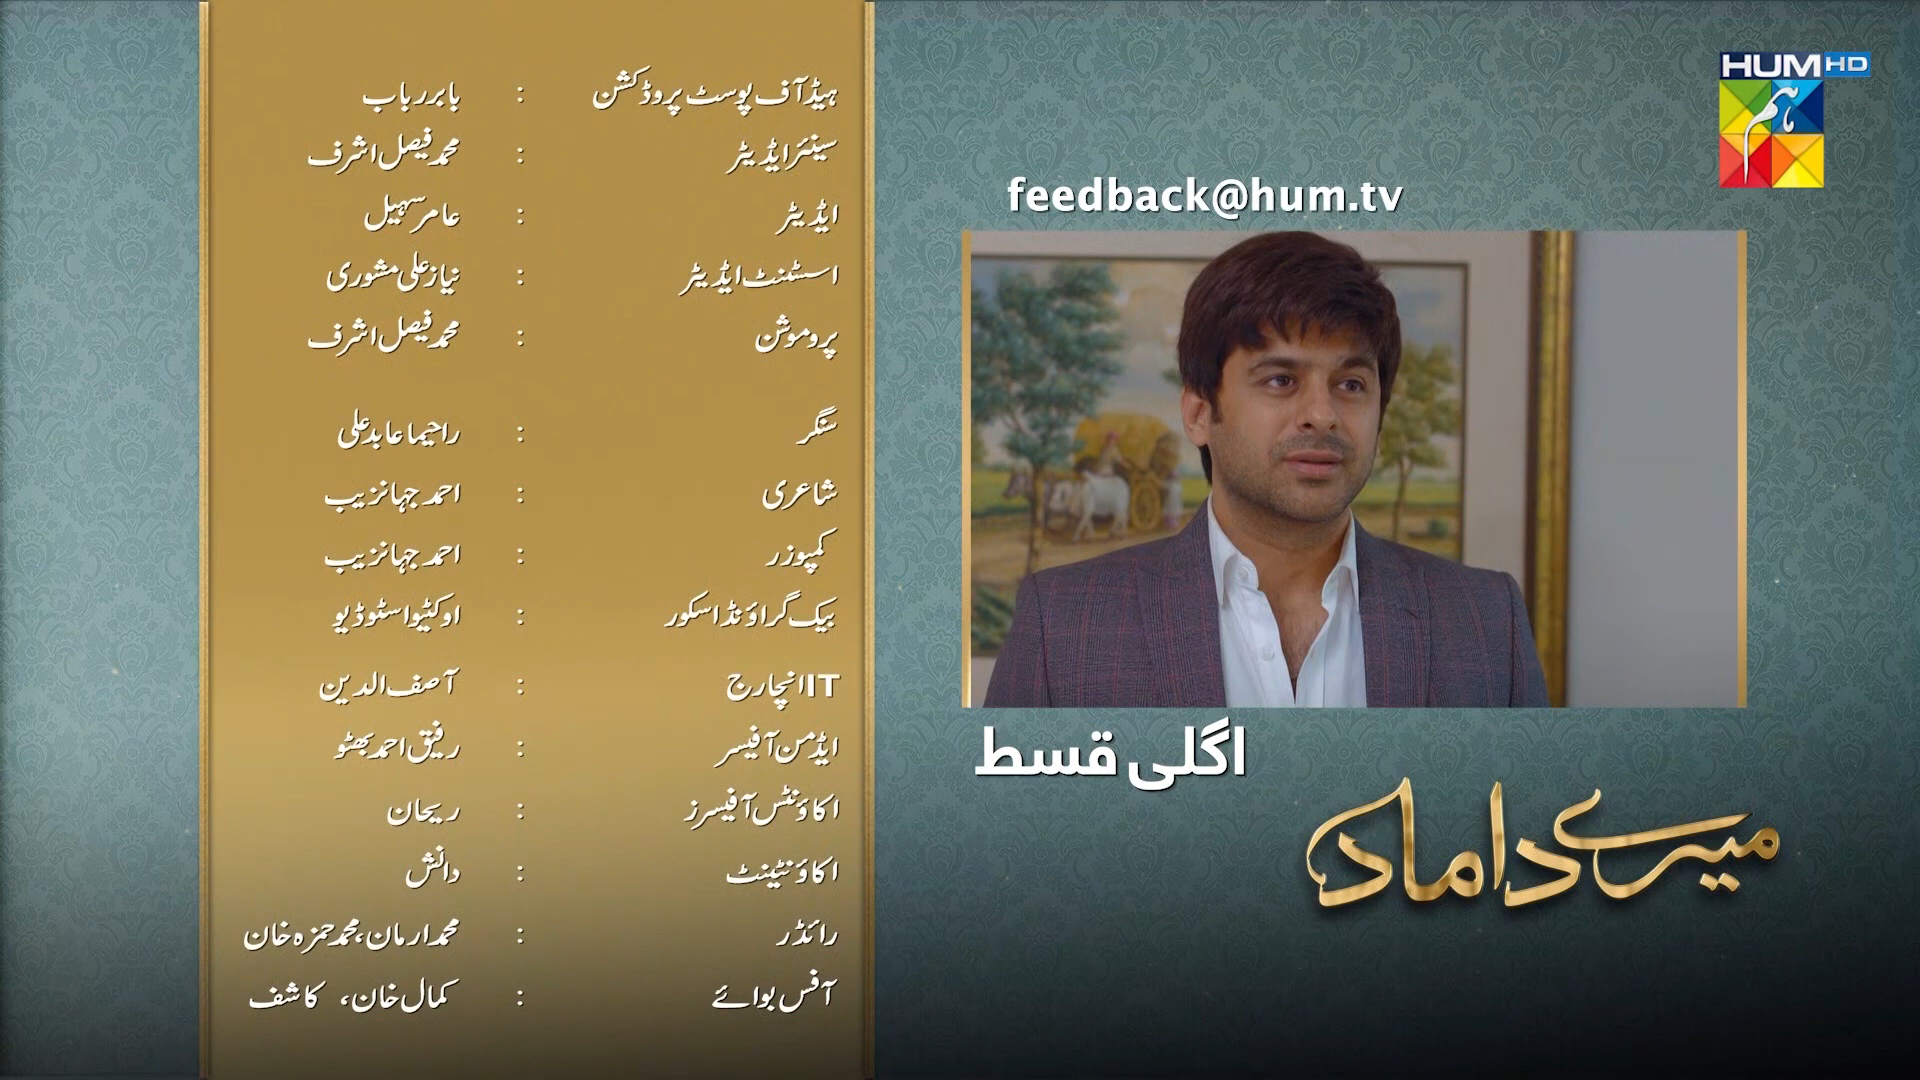 ہیڈ آف پوسٹ پروڈکشن : بابر رباب
سینئر ایڈیٹر : محمد فیصل اشرف
ایڈیٹر : عامر سہیل
اسسٹنٹ ایڈیٹر : نیاز علی مشوری
پروموشن : محمد فیصل اشرف
سنگر : راحیما عابد علی
شاعری : احمد جہانزیب
کمپوزر : احمد جہانزیب
بیک گراؤنڈ اسکور : اوکٹیو اسٹوڈیو
IT انچارج : آصف الدین
ایڈمن آفیسر : رفیق احمد بھٹو
اکاؤنٹس آفیسرز : ریحان
اکاؤنٹینٹ : دانش
رائڈر : محمد ارمان، محمد حمزہ خان
آفس بوائے : کمال خان، کاشف
HUM HD
ہم
feedback@hum.tv
اگلی قسط
میرے داماد